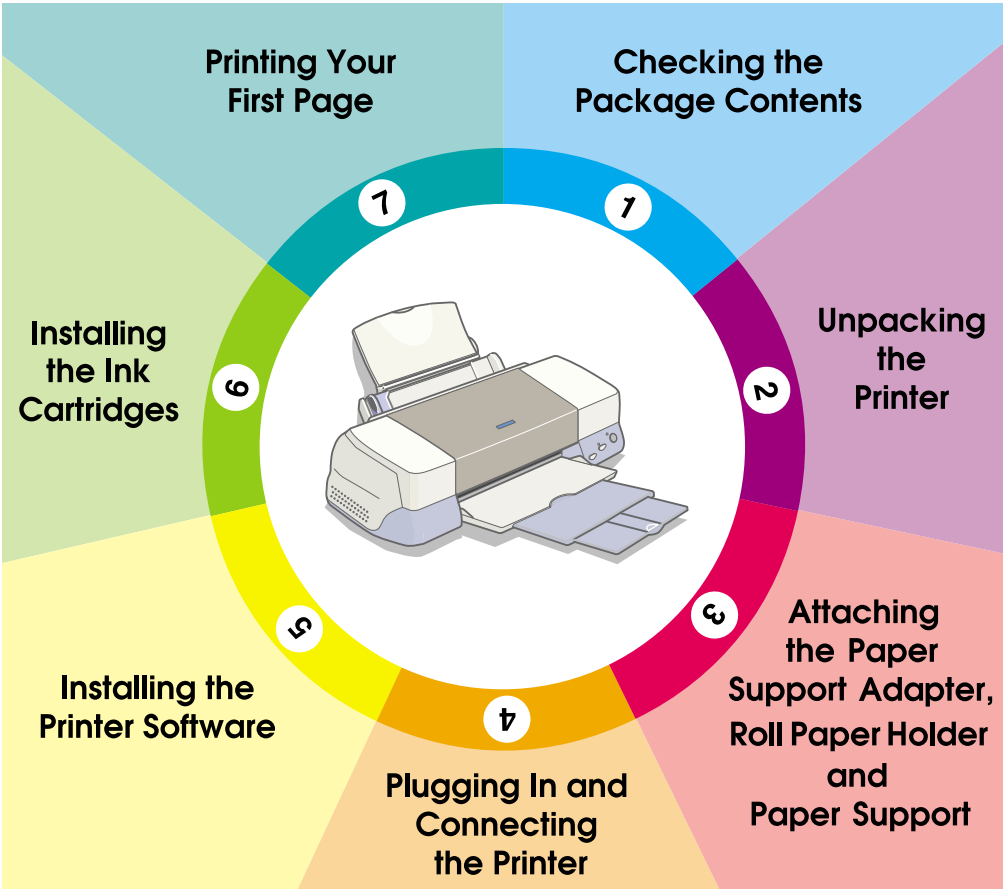 1
Checking the
Package Contents
2
Unpacking
the
Printer
3
Attaching
the Paper
Support Adapter,
Roll Paper Holder
and
Paper Support
4
Plugging In and
Connecting
the Printer
5
Installing the
Printer Software
6
Installing
the Ink
Cartridges
7
Printing Your
First Page